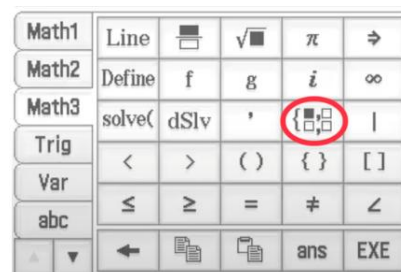 Math1 Line √ π ⇒
Math2 Define f g i ∞
Math3 solve( dSlv ' { , |
Trig < > ( ) { } [ ]
Var ≤ ≥ = ≠ ∠
abc
▲ ▼ ← ans EXE